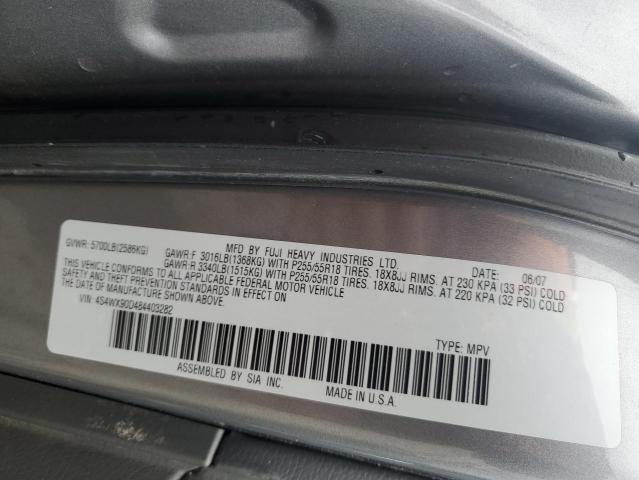 MFD. BY FUJI HEAVY INDUSTRIES LTD. DATE: 06/07
GVWR: 5700LB(2586KG) GAWR:F 3016LB(1368KG) WITH P255/55R18 TIRES. 18X8JJ RIMS. AT 230 KPA (33 PSI) COLD
GAWR:R 3340LB(1515KG) WITH P255/55R18 TIRES. 18X8JJ RIMS. AT 220 KPA (32 PSI) COLD
THIS VEHICLE CONFORMS TO ALL APPLICABLE FEDERAL MOTOR VEHICLE
SAFETY AND THEFT PREVENTION STANDARDS IN EFFECT ON
THE DATE OF MANUFACTURE SHOWN ABOVE.
VIN: 4S4WX90D484403282 TYPE: MPV
ASSEMBLED BY SIA INC. MADE IN U.S.A.